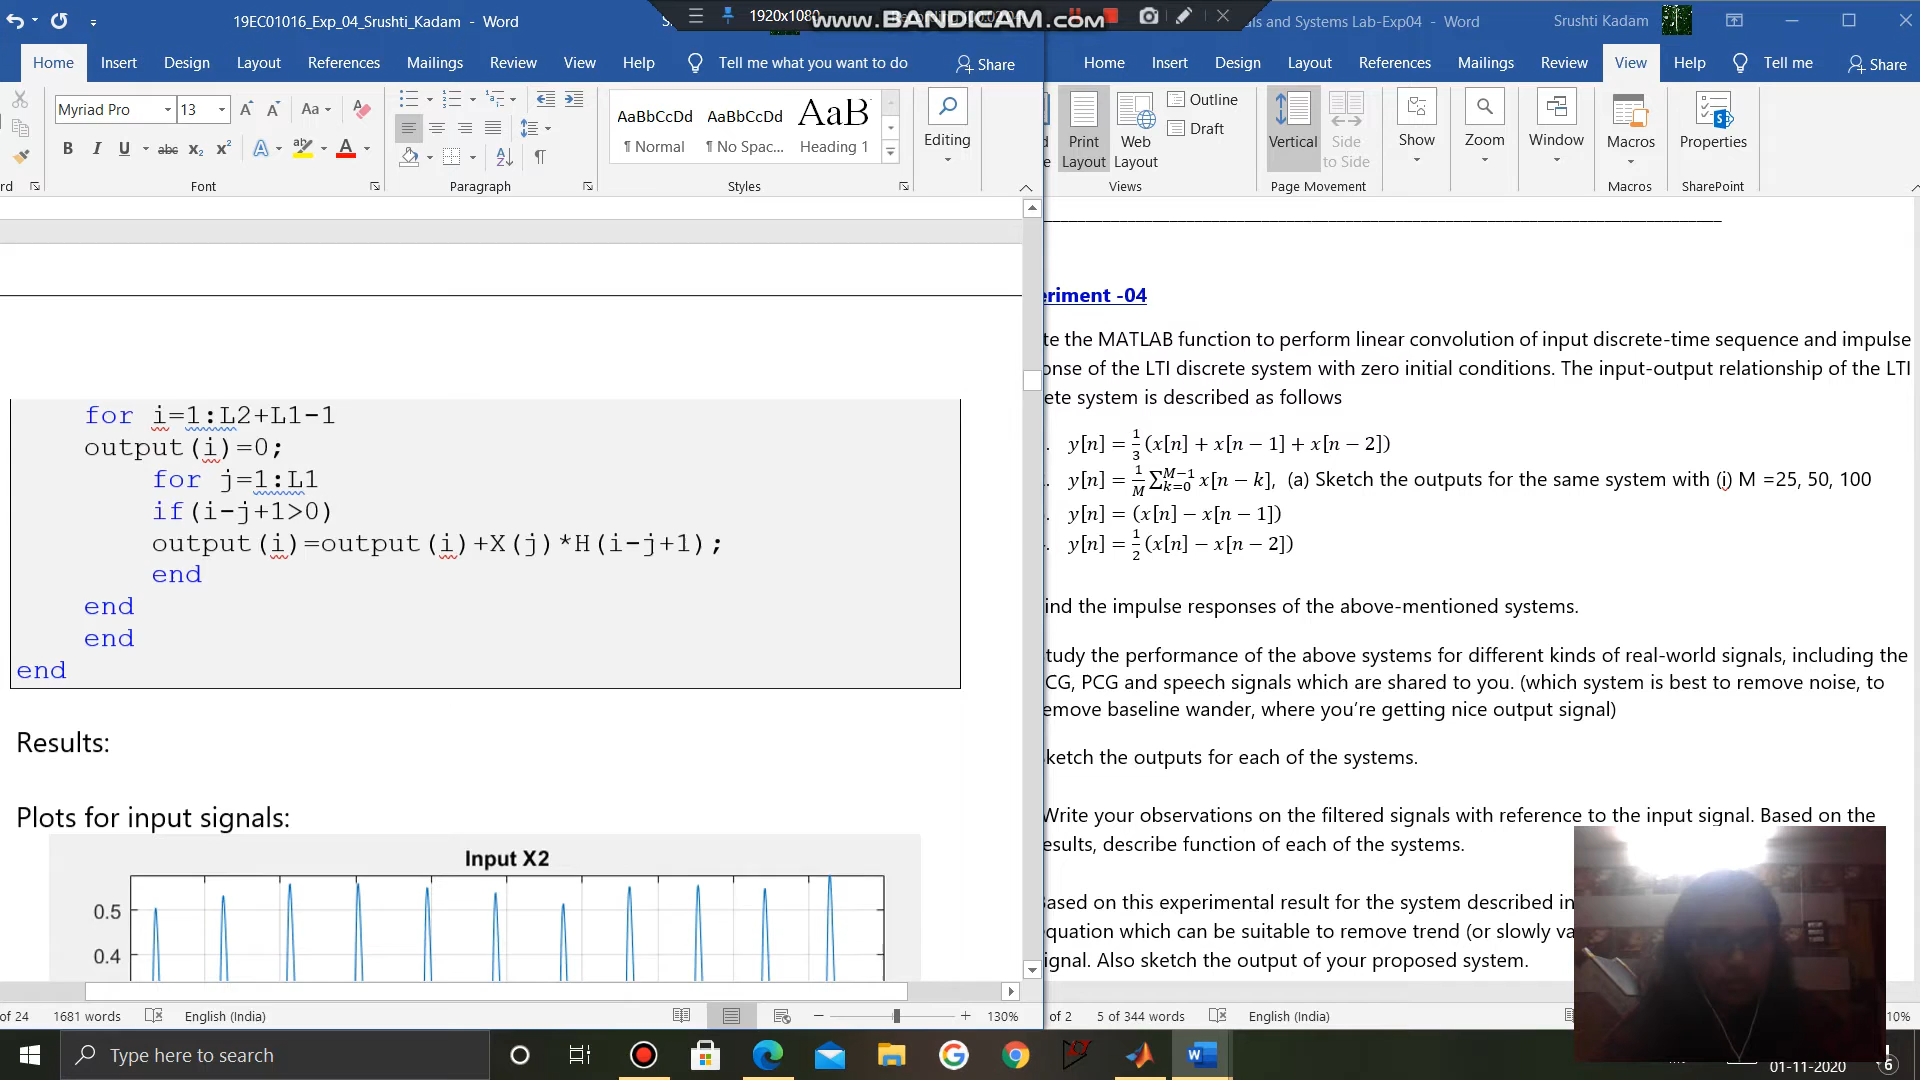 19EC01016_Exp_04_Srushti_Kadam - Word
1920x1080
www.BANDICAM.com
ls and Systems Lab-Exp04 - Word
Srushti Kadam
Home Insert Design Layout References Mailings Review View Help Tell me what you want to do Share
Home Insert Design Layout References Mailings Review View Help Tell me Share
Myriad Pro 13
Font
Paragraph
AaBbCcDd AaBbCcDd AaB
¶ Normal ¶ No Spac... Heading 1
Styles
Editing
Print Layout
Web Layout
Outline
Draft
Views
Vertical
Side to Side
Page Movement
Show
Zoom
Window
Macros
Macros
Properties
SharePoint
for i=1:L2+L1-1
output(i)=0;
for j=1:L1
if(i-j+1>0)
output(i)=output(i)+X(j)*H(i-j+1);
end
end
end
end
Results:
Plots for input signals:
Input X2
0.5
0.4
of 24 1681 words English (India) 130%
eriment -04
te the MATLAB function to perform linear convolution of input discrete-time sequence and impulse
onse of the LTI discrete system with zero initial conditions. The input-output relationship of the LTI
ete system is described as follows
y[n] = 1/3 (x[n] + x[n − 1] + x[n − 2])
y[n] = 1/M ∑_{k=0}^{M−1} x[n − k], (a) Sketch the outputs for the same system with (i) M =25, 50, 100
y[n] = (x[n] − x[n − 1])
y[n] = 1/2 (x[n] − x[n − 2])
ind the impulse responses of the above-mentioned systems.
tudy the performance of the above systems for different kinds of real-world signals, including the
CG, PCG and speech signals which are shared to you. (which system is best to remove noise, to
emove baseline wander, where you're getting nice output signal)
ketch the outputs for each of the systems.
Write your observations on the filtered signals with reference to the input signal. Based on the
esults, describe function of each of the systems.
Based on this experimental result for the system described in
equation which can be suitable to remove trend (or slowly va
ignal. Also sketch the output of your proposed system.
of 2 5 of 344 words English (India) 10%
Type here to search
01-11-2020
6